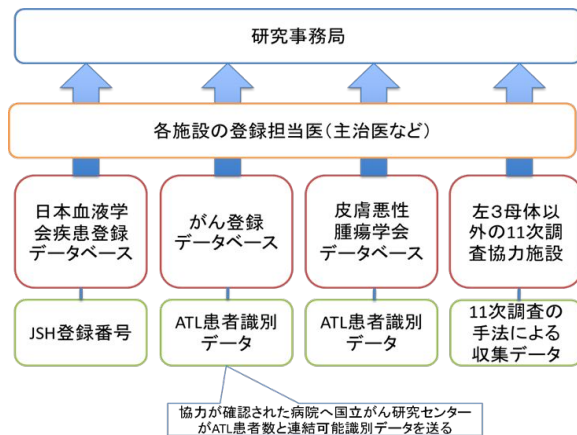 研究事務局
各施設の登録担当医（主治医など）
日本血液学
会疾患登録
データベース
がん登録
データベース
皮膚悪性
腫瘍学会
データベース
左３母体以
外の11次調
査協力施設
JSH登録番号
ATL患者識別
データ
ATL患者識別
データ
11次調査の
手法による
収集データ
協力が確認された病院へ国立がん研究センター
がATL患者数と連結可能識別データを送る